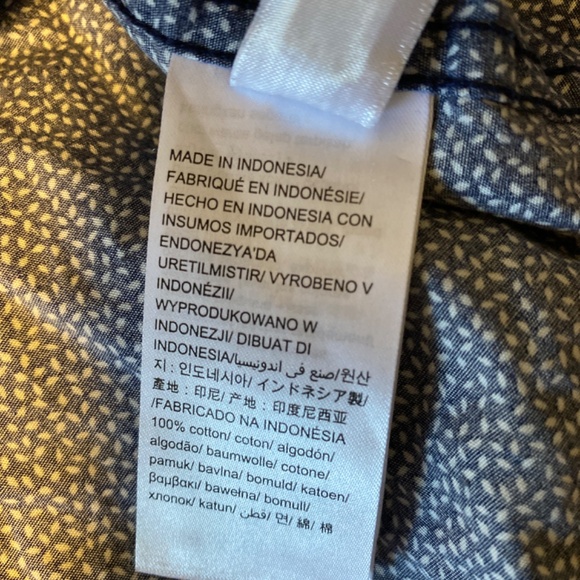 MADE IN INDONESIA/
FABRIQUÉ EN INDONÉSIE/
HECHO EN INDONESIA CON
INSUMOS IMPORTADOS/
ENDONEZYA'DA
URETILMISTIR/ VYROBENO V
INDONÉZII/
WYPRODUKOWANO W
INDONEZJI/ DIBUAT DI
INDONESIA/صنع في اندونيسيا/원산
지 : 인도네시아/ インドネシア製/
產地 : 印尼/ 产地 : 印度尼西亚
/FABRICADO NA INDONÉSIA
100% cotton/ coton/ algodón/
algodão/ baumwolle/ cotone/
pamuk/ bavlna/ bomuld/ katoen/
βαμβακι/ bawełna/ bomull/
хлопок/ katun/ قطن/ 면/ 綿/ 棉